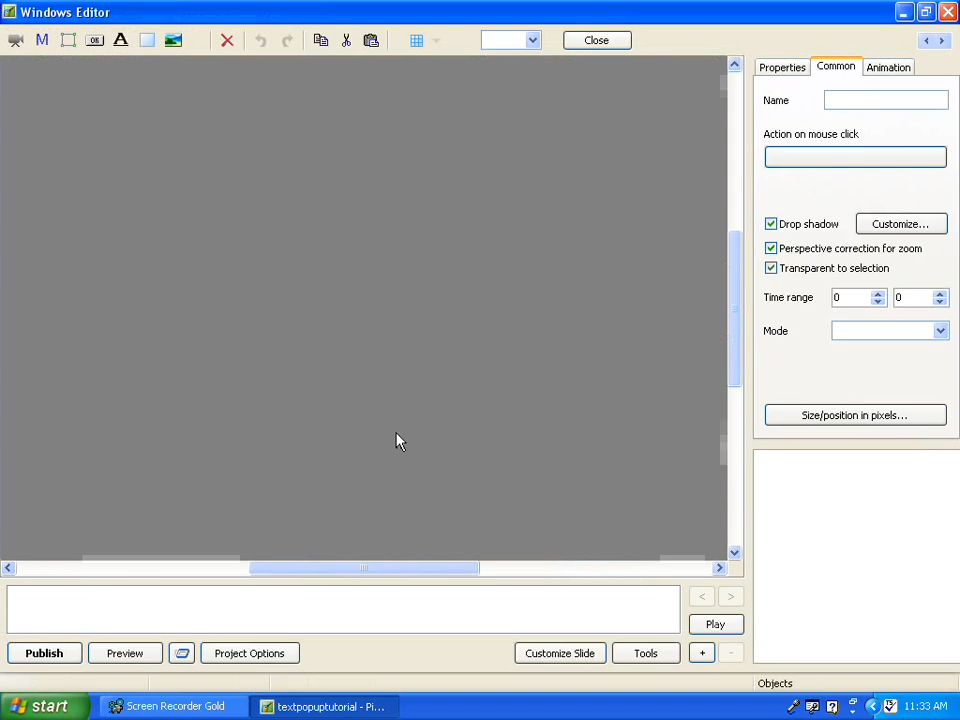 Windows Editor
M OK A Close
Properties Common Animation
Name
Action on mouse click
Drop shadow Customize...
Perspective correction for zoom
Transparent to selection
Time range 0 0
Mode
Size/position in pixels...
< >
Play
Publish Preview Project Options Customize Slide Tools + -
Objects
start Screen Recorder Gold textpopuptutorial - Pi... 11:33 AM